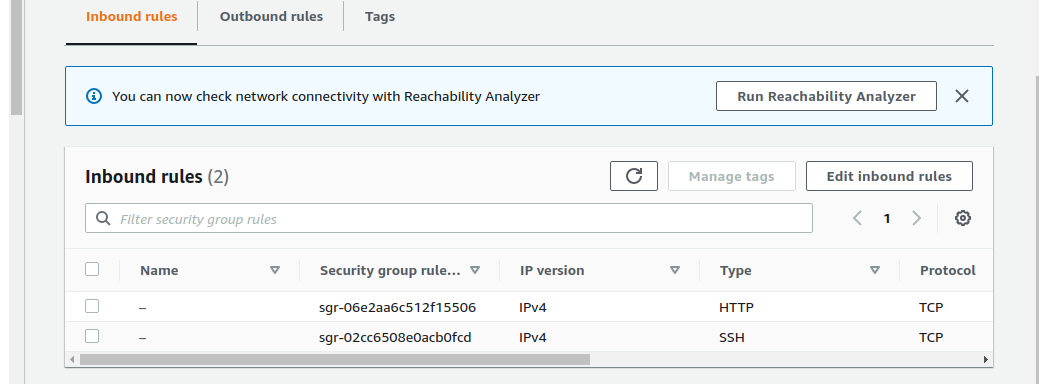 Inbound rules Outbound rules Tags
You can now check network connectivity with Reachability Analyzer Run Reachability Analyzer
Inbound rules (2) Manage tags Edit inbound rules
Filter security group rules 1
Name Security group rule... IP version Type Protocol
– sgr-06e2aa6c512f15506 IPv4 HTTP TCP
– sgr-02cc6508e0acb0fcd IPv4 SSH TCP